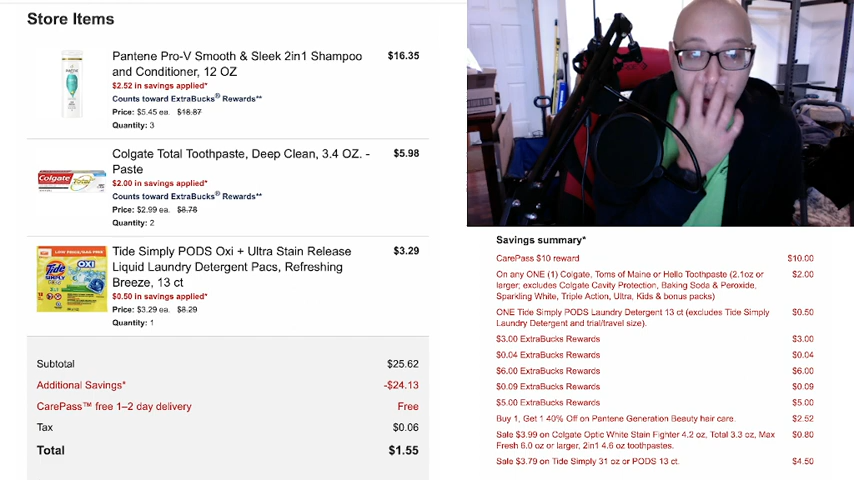 Store Items
Pantene Pro-V Smooth & Sleek 2in1 Shampoo
and Conditioner, 12 OZ
$16.35
$2.52 in savings applied*
Counts toward ExtraBucks® Rewards**
Price: $5.45 ea. $18.87
Quantity: 3
Colgate Total Toothpaste, Deep Clean, 3.4 OZ. -
Paste
$5.98
$2.00 in savings applied*
Counts toward ExtraBucks® Rewards**
Price: $2.99 ea. $8.78
Quantity: 2
Tide Simply PODS Oxi + Ultra Stain Release
Liquid Laundry Detergent Pacs, Refreshing
Breeze, 13 ct
$3.29
$0.50 in savings applied*
Price: $3.29 ea. $8.29
Quantity: 1
Subtotal $25.62
Additional Savings* -$24.13
CarePass™ free 1–2 day delivery Free
Tax $0.06
Total $1.55
Savings summary*
CarePass $10 reward $10.00
On any ONE (1) Colgate, Toms of Maine or Hello Toothpaste (2.1oz or $2.00
larger, excludes Colgate Cavity Protection, Baking Soda & Peroxide,
Sparkling White, Triple Action, Ultra, Kids & bonus packs)
ONE Tide Simply PODS Laundry Detergent 13 ct (excludes Tide Simply $0.50
Laundry Detergent and trial/travel size).
$3.00 ExtraBucks Rewards $3.00
$0.04 ExtraBucks Rewards $0.04
$6.00 ExtraBucks Rewards $6.00
$0.09 ExtraBucks Rewards $0.09
$5.00 ExtraBucks Rewards $5.00
Buy 1, Get 1 40% Off on Pantene Generation Beauty hair care. $2.52
Sale $3.99 on Colgate Optic White Stain Fighter 4.2 oz, Total 3.3 oz, Max $0.80
Fresh 6.0 oz or larger, 2in1 4.6 oz toothpastes.
Sale $3.79 on Tide Simply 31 oz or PODS 13 ct. $4.50
Colgate Total
Tide
SIMPLY
PODS
OXI